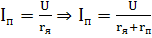 Iп = U/rя ⇒ Iп = U/(rя+rп)